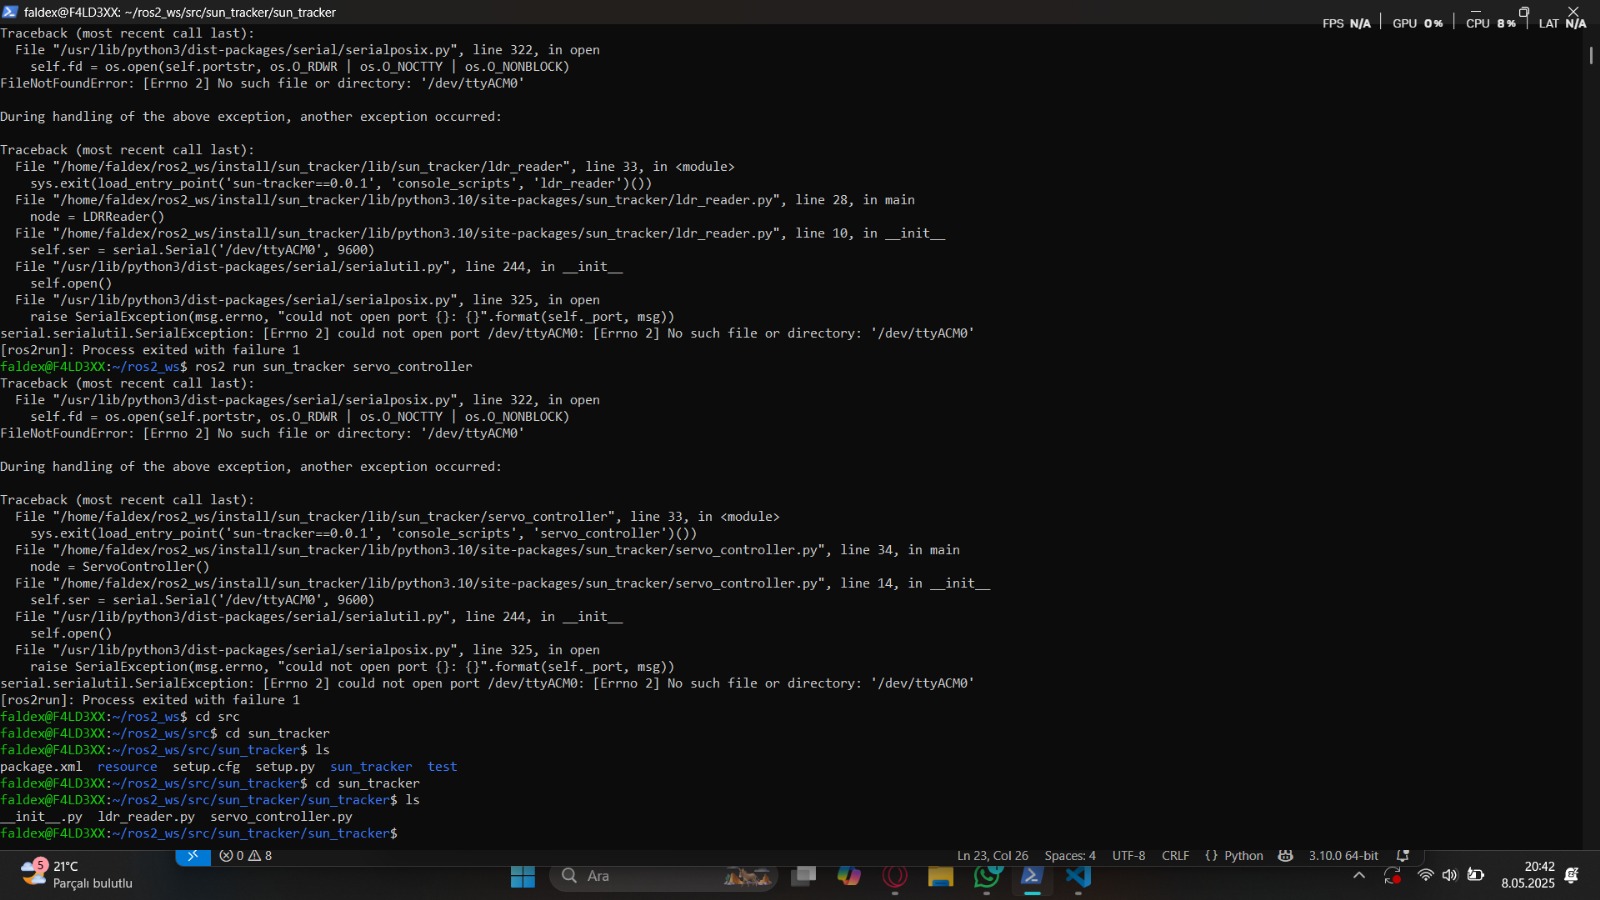 faldex@F4LD3XX: ~/ros2_ws/src/sun_tracker/sun_tracker
FPS N/A | GPU 0% | CPU 8% | LAT N/A
Traceback (most recent call last):
  File "/usr/lib/python3/dist-packages/serial/serialposix.py", line 322, in open
    self.fd = os.open(self.portstr, os.O_RDWR | os.O_NOCTTY | os.O_NONBLOCK)
FileNotFoundError: [Errno 2] No such file or directory: '/dev/ttyACM0'
During handling of the above exception, another exception occurred:
Traceback (most recent call last):
  File "/home/faldex/ros2_ws/install/sun_tracker/lib/sun_tracker/ldr_reader", line 33, in <module>
    sys.exit(load_entry_point('sun-tracker==0.0.1', 'console_scripts', 'ldr_reader')())
  File "/home/faldex/ros2_ws/install/sun_tracker/lib/python3.10/site-packages/sun_tracker/ldr_reader.py", line 28, in main
    node = LDRReader()
  File "/home/faldex/ros2_ws/install/sun_tracker/lib/python3.10/site-packages/sun_tracker/ldr_reader.py", line 10, in __init__
    self.ser = serial.Serial('/dev/ttyACM0', 9600)
  File "/usr/lib/python3/dist-packages/serial/serialutil.py", line 244, in __init__
    self.open()
  File "/usr/lib/python3/dist-packages/serial/serialposix.py", line 325, in open
    raise SerialException(msg.errno, "could not open port {}: {}".format(self._port, msg))
serial.serialutil.SerialException: [Errno 2] could not open port /dev/ttyACM0: [Errno 2] No such file or directory: '/dev/ttyACM0'
[ros2run]: Process exited with failure 1
faldex@F4LD3XX:~/ros2_ws$ ros2 run sun_tracker servo_controller
Traceback (most recent call last):
  File "/usr/lib/python3/dist-packages/serial/serialposix.py", line 322, in open
    self.fd = os.open(self.portstr, os.O_RDWR | os.O_NOCTTY | os.O_NONBLOCK)
FileNotFoundError: [Errno 2] No such file or directory: '/dev/ttyACM0'
During handling of the above exception, another exception occurred:
Traceback (most recent call last):
  File "/home/faldex/ros2_ws/install/sun_tracker/lib/sun_tracker/servo_controller", line 33, in <module>
    sys.exit(load_entry_point('sun-tracker==0.0.1', 'console_scripts', 'servo_controller')())
  File "/home/faldex/ros2_ws/install/sun_tracker/lib/python3.10/site-packages/sun_tracker/servo_controller.py", line 34, in main
    node = ServoController()
  File "/home/faldex/ros2_ws/install/sun_tracker/lib/python3.10/site-packages/sun_tracker/servo_controller.py", line 14, in __init__
    self.ser = serial.Serial('/dev/ttyACM0', 9600)
  File "/usr/lib/python3/dist-packages/serial/serialutil.py", line 244, in __init__
    self.open()
  File "/usr/lib/python3/dist-packages/serial/serialposix.py", line 325, in open
    raise SerialException(msg.errno, "could not open port {}: {}".format(self._port, msg))
serial.serialutil.SerialException: [Errno 2] could not open port /dev/ttyACM0: [Errno 2] No such file or directory: '/dev/ttyACM0'
[ros2run]: Process exited with failure 1
faldex@F4LD3XX:~/ros2_ws$ cd src
faldex@F4LD3XX:~/ros2_ws/src$ cd sun_tracker
faldex@F4LD3XX:~/ros2_ws/src/sun_tracker$ ls
package.xml  resource  setup.cfg  setup.py  sun_tracker  test
faldex@F4LD3XX:~/ros2_ws/src/sun_tracker$ cd sun_tracker
faldex@F4LD3XX:~/ros2_ws/src/sun_tracker/sun_tracker$ ls
__init__.py  ldr_reader.py  servo_controller.py
faldex@F4LD3XX:~/ros2_ws/src/sun_tracker/sun_tracker$
0 8 Ln 23, Col 26 Spaces: 4 UTF-8 CRLF {} Python 3.10.0 64-bit
5
21°C
Parçalı bulutlu
Ara
20:42
8.05.2025